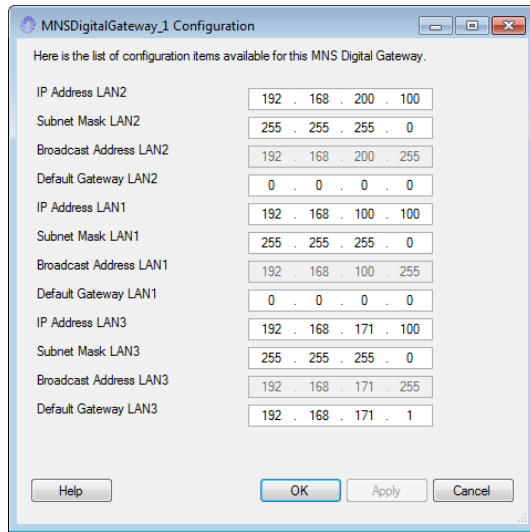 MNSDigitalGateway_1 Configuration
Here is the list of configuration items available for this MNS Digital Gateway.
IP Address LAN2 192 . 168 . 200 . 100
Subnet Mask LAN2 255 . 255 . 255 . 0
Broadcast Address LAN2 192 . 168 . 200 . 255
Default Gateway LAN2 0 . 0 . 0 . 0
IP Address LAN1 192 . 168 . 100 . 100
Subnet Mask LAN1 255 . 255 . 255 . 0
Broadcast Address LAN1 192 . 168 . 100 . 255
Default Gateway LAN1 0 . 0 . 0 . 0
IP Address LAN3 192 . 168 . 171 . 100
Subnet Mask LAN3 255 . 255 . 255 . 0
Broadcast Address LAN3 192 . 168 . 171 . 255
Default Gateway LAN3 192 . 168 . 171 . 1
Help OK Apply Cancel